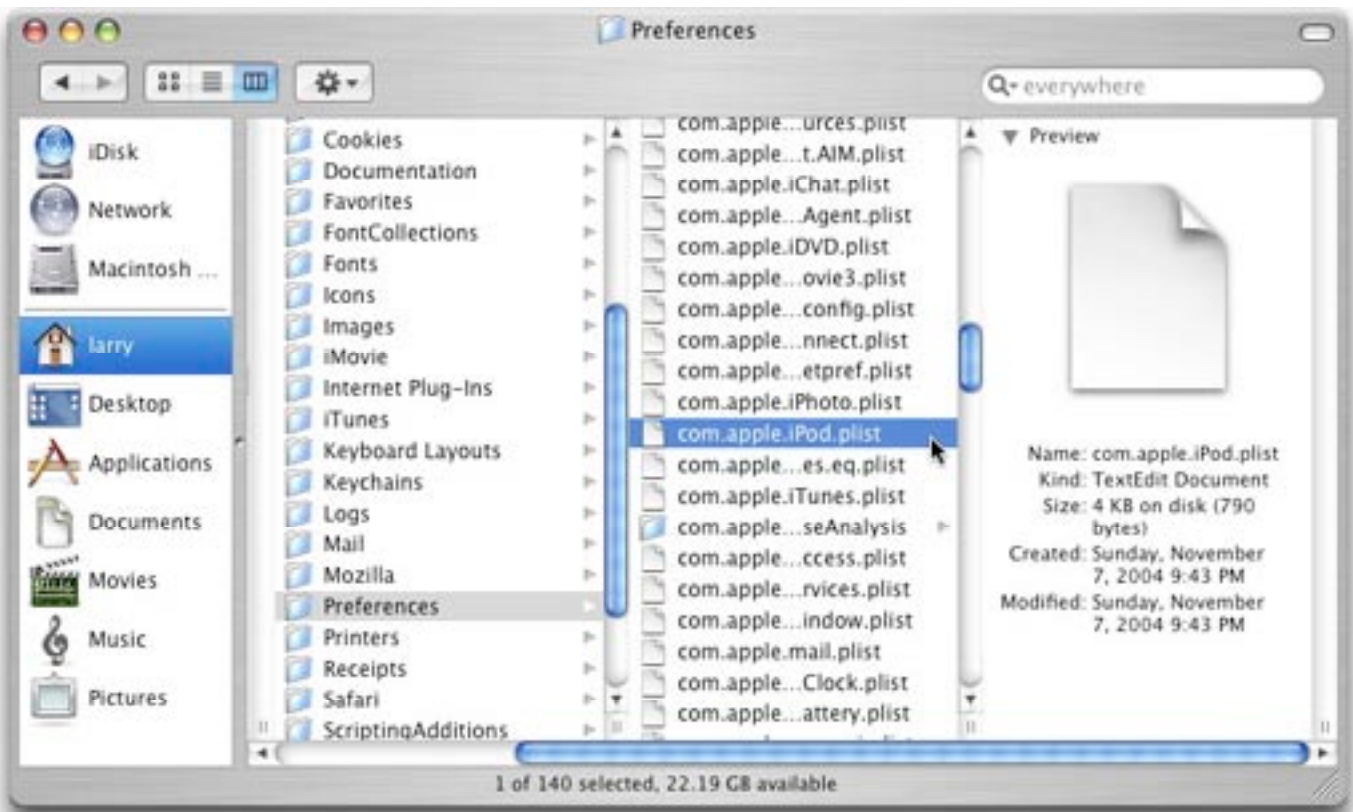 Preferences
everywhere
iDisk
Network
Macintosh ...
larry
Desktop
Applications
Documents
Movies
Music
Pictures
Cookies
Documentation
Favorites
FontCollections
Fonts
Icons
Images
iMovie
Internet Plug-Ins
iTunes
Keyboard Layouts
Keychains
Logs
Mail
Mozilla
Preferences
Printers
Receipts
Safari
ScriptingAdditions
com.apple...urces.plist
com.apple...t.AIM.plist
com.apple.iChat.plist
com.apple...Agent.plist
com.apple.iDVD.plist
com.apple...ovie3.plist
com.apple...config.plist
com.apple...nnect.plist
com.apple...etpref.plist
com.apple.iPhoto.plist
com.apple.iPod.plist
com.apple...es.eq.plist
com.apple.iTunes.plist
com.apple...seAnalysis
com.apple...ccess.plist
com.apple...rvices.plist
com.apple...indow.plist
com.apple.mail.plist
com.apple...Clock.plist
com.apple...attery.plist
Preview
Name: com.apple.iPod.plist
Kind: TextEdit Document
Size: 4 KB on disk (790
bytes)
Created: Sunday, November
7, 2004 9:43 PM
Modified: Sunday, November
7, 2004 9:43 PM
1 of 140 selected, 22.19 GB available